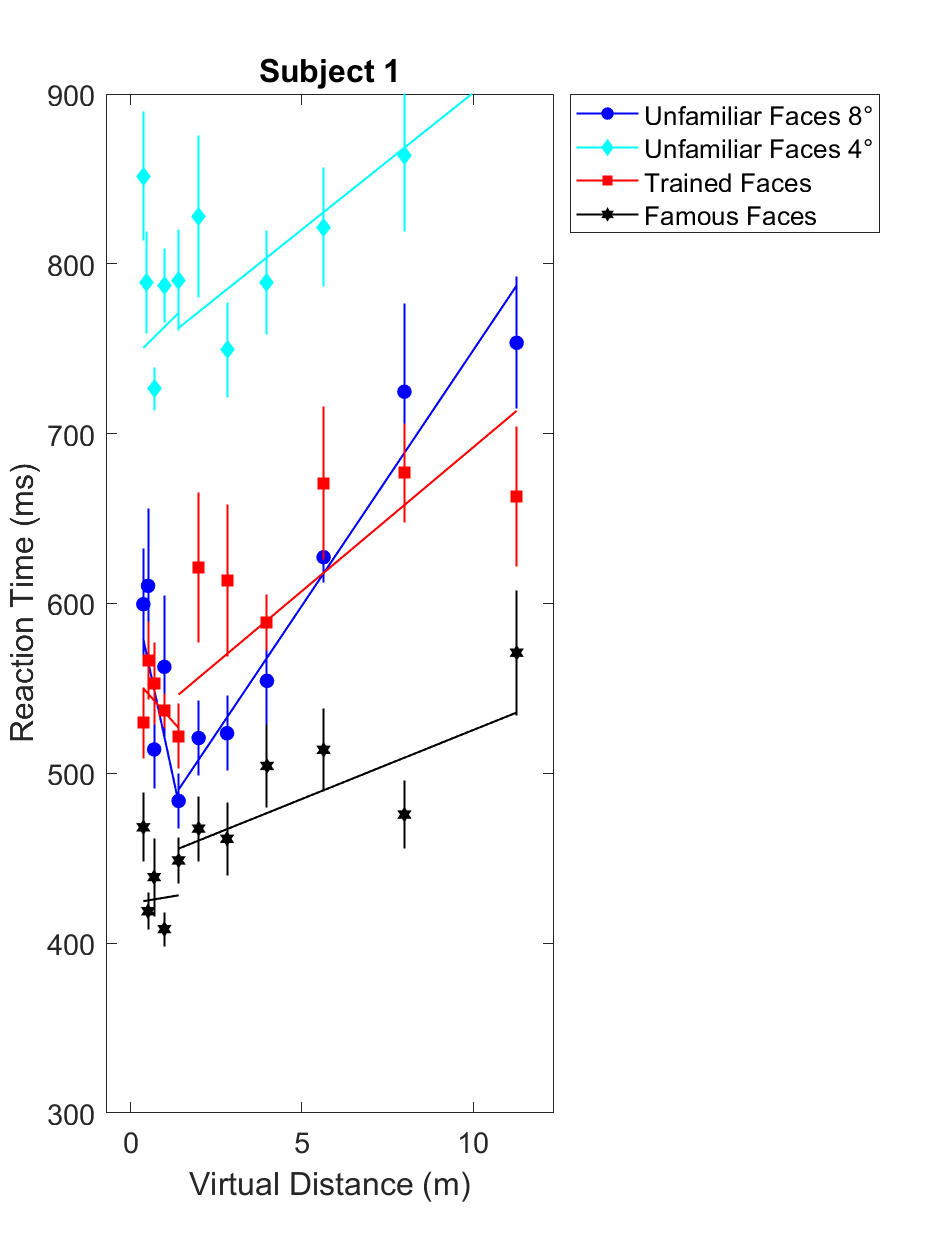 Subject 1
900
800
700
600
500
400
300
0 5 10
Reaction Time (ms)
Virtual Distance (m)
Unfamiliar Faces 8°
Unfamiliar Faces 4°
Trained Faces
Famous Faces